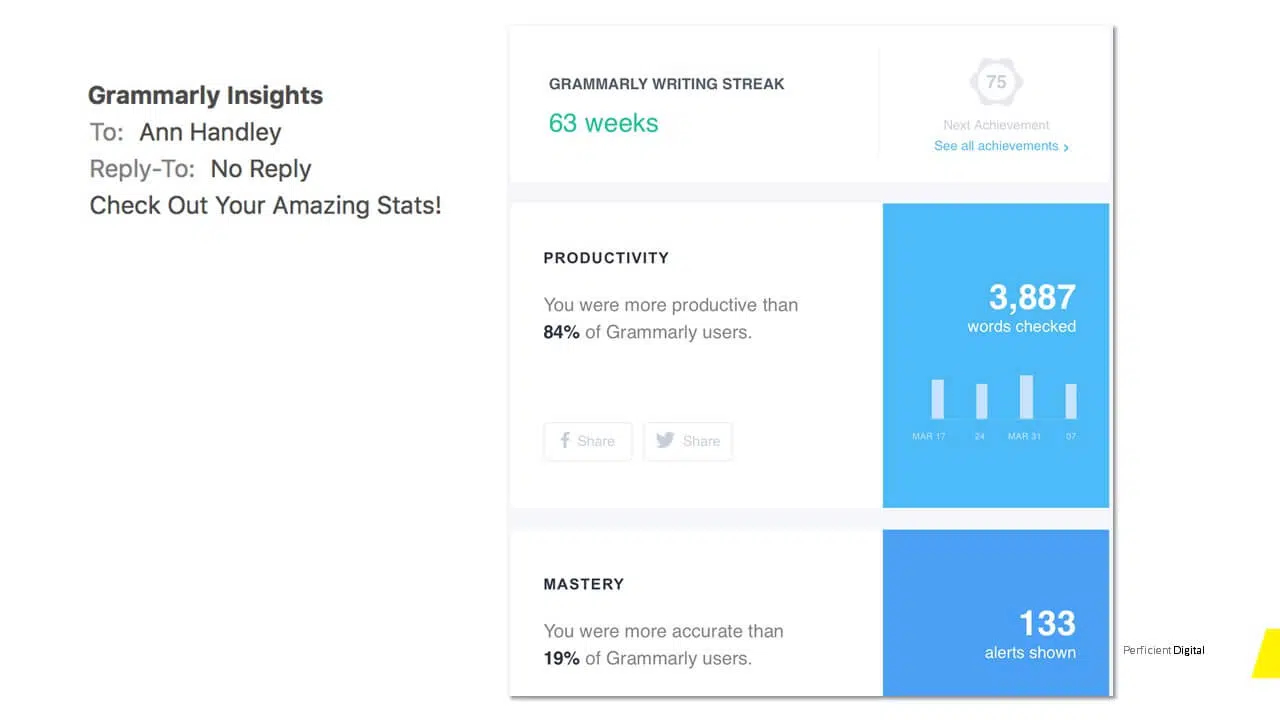 Grammarly Insights
To: Ann Handley
Reply-To: No Reply
Check Out Your Amazing Stats!
GRAMMARLY WRITING STREAK
63 weeks
75
Next Achievement
See all achievements ›
PRODUCTIVITY
You were more productive than
84% of Grammarly users.
Share
Share
3,887
words checked
MAR 17 24 MAR 31 07
MASTERY
You were more accurate than
19% of Grammarly users.
133
alerts shown
Perficient Digital